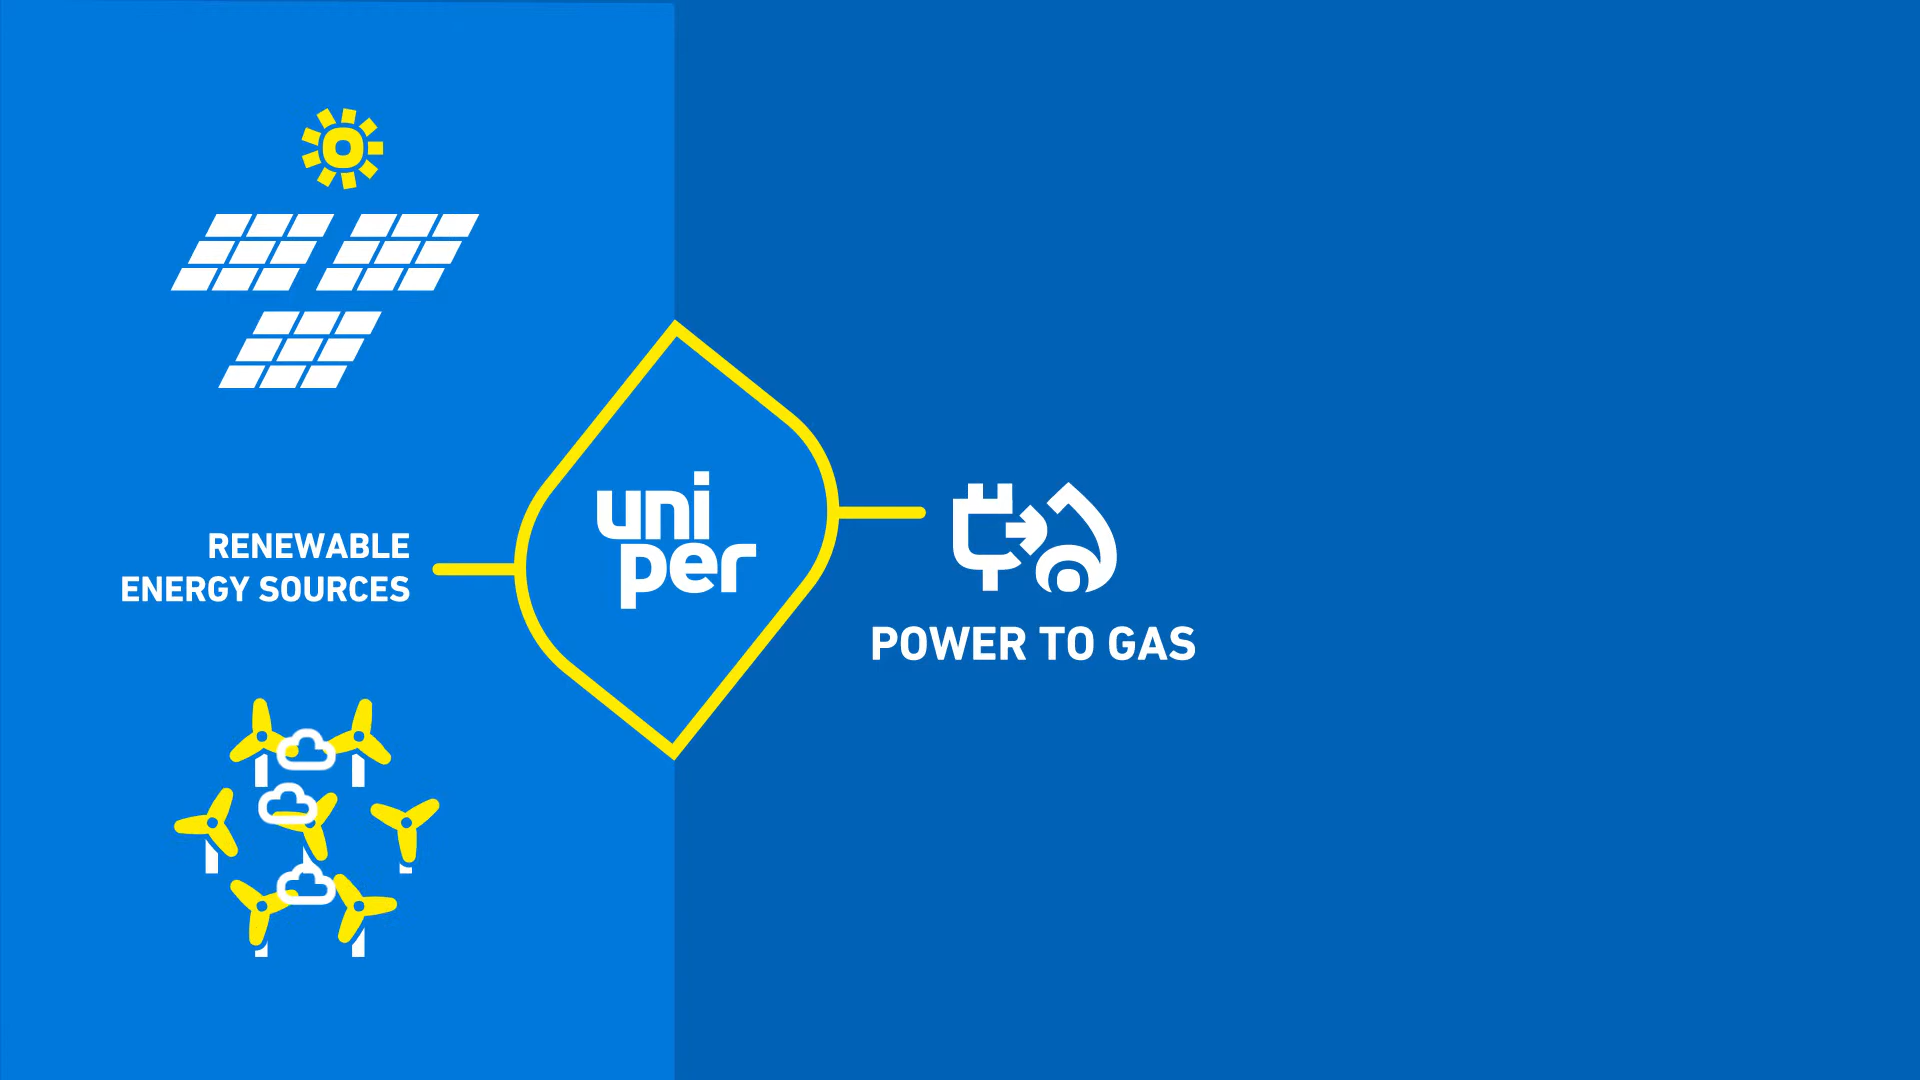 RENEWABLE
ENERGY SOURCES
uni
per
POWER TO GAS